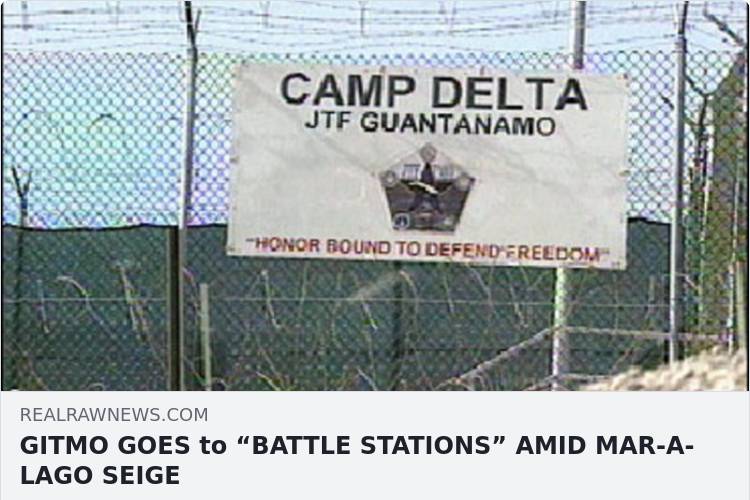 CAMP DELTA
JTF GUANTANAMO
"HONOR BOUND TO DEFEND FREEDOM"
REALRAWNEWS.COM
GITMO GOES to “BATTLE STATIONS” AMID MAR-A-
LAGO SEIGE